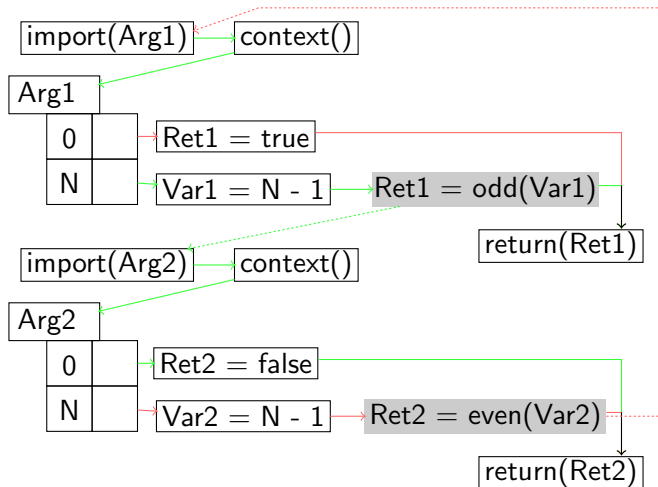 import(Arg1) context()
Arg1
0 Ret1 = true
N Var1 = N - 1 Ret1 = odd(Var1)
return(Ret1)
import(Arg2) context()
Arg2
0 Ret2 = false
N Var2 = N - 1 Ret2 = even(Var2)
return(Ret2)